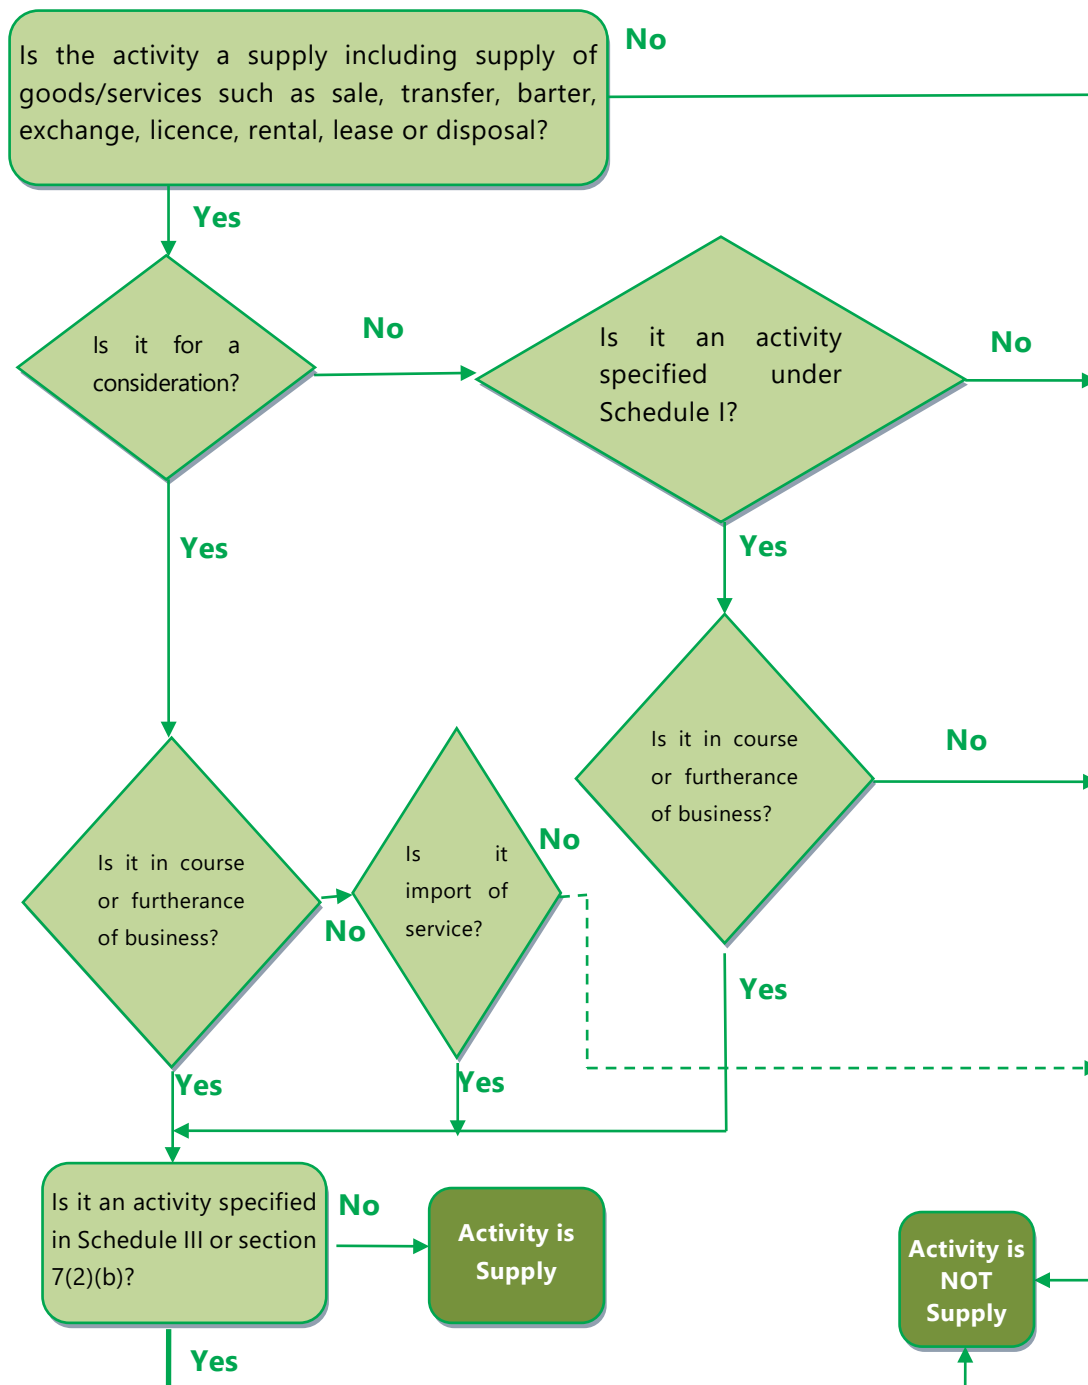 Is the activity a supply including supply of
goods/services such as sale, transfer, barter,
exchange, licence, rental, lease or disposal?
No
Yes
Is it for a
consideration?
No
Is it an activity
specified under
Schedule I?
No
Yes
Yes
Is it in course
or furtherance
of business?
No
Is it in course
or furtherance
of business?
No
Is it
import of
service?
No
Yes
Yes
Yes
Is it an activity specified
in Schedule III or section
7(2)(b)?
No
Activity is
Supply
Activity is
NOT
Supply
Yes